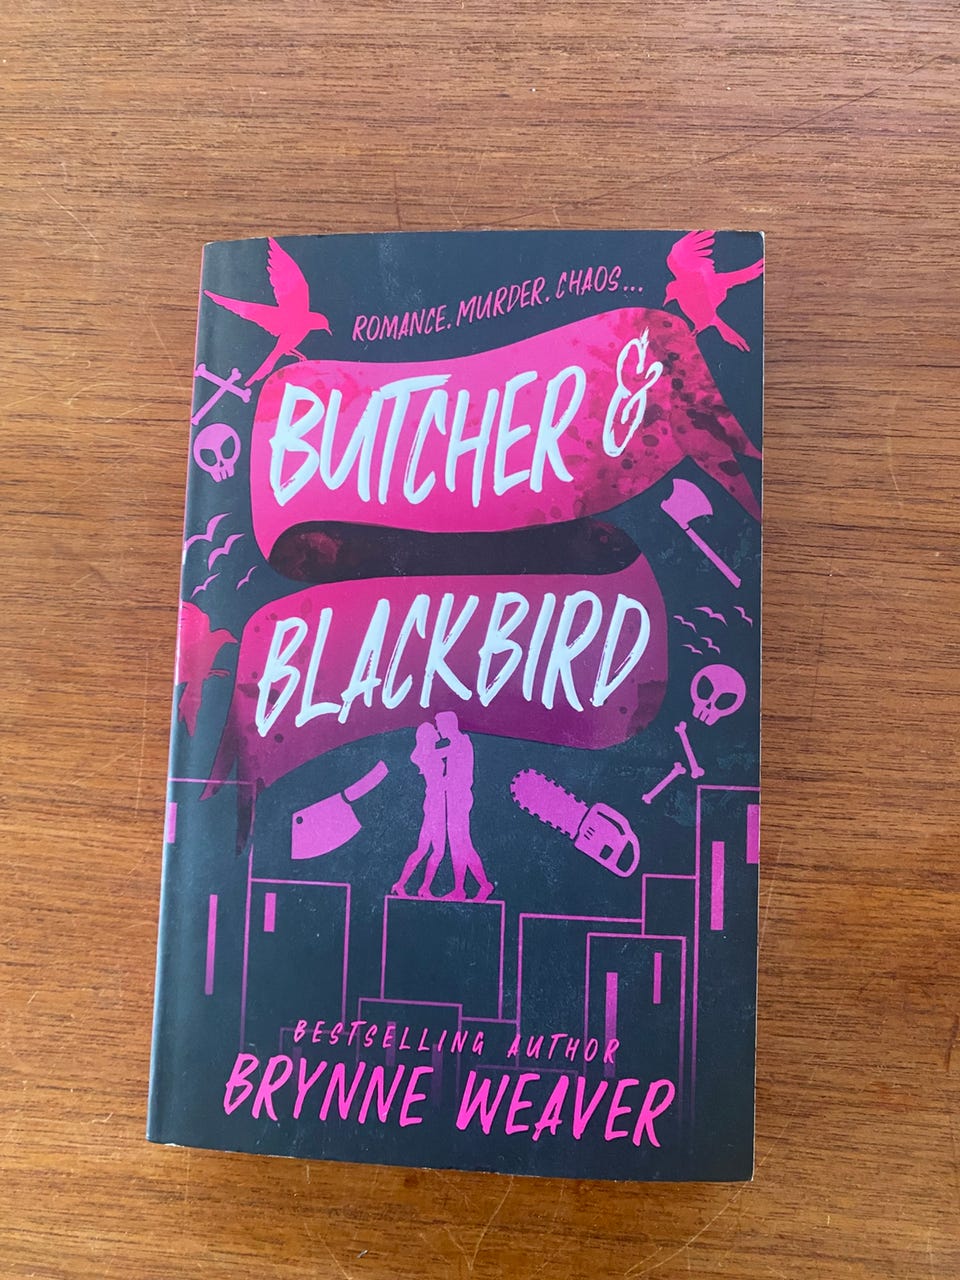 ROMANCE. MURDER. CHAOS...
BUTCHER &
BLACKBIRD
BESTSELLING AUTHOR
BRYNNE WEAVER